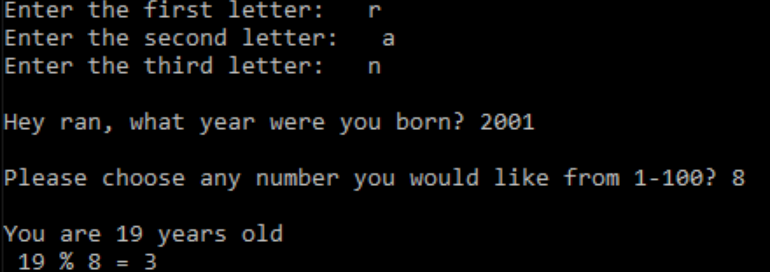 Enter the first letter:   r
Enter the second letter:   a
Enter the third letter:   n
Hey ran, what year were you born? 2001
Please choose any number you would like from 1-100? 8
You are 19 years old
 19 % 8 = 3